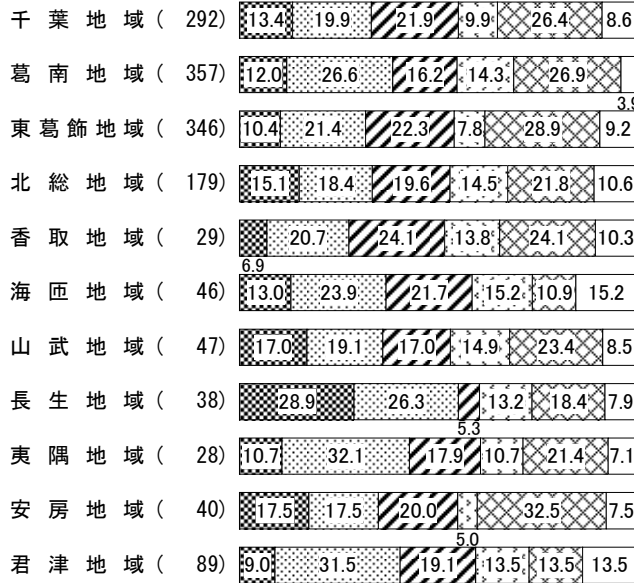 千葉地域( 292) 13.4 19.9 21.9 9.9 26.4 8.6
葛南地域( 357) 12.0 26.6 16.2 14.3 26.9
3.9
東葛飾地域( 346) 10.4 21.4 22.3 7.8 28.9 9.2
北総地域( 179) 15.1 18.4 19.6 14.5 21.8 10.6
香取地域( 29) 20.7 24.1 13.8 24.1 10.3
6.9
海匝地域( 46) 13.0 23.9 21.7 15.2 10.9 15.2
山武地域( 47) 17.0 19.1 17.0 14.9 23.4 8.5
長生地域( 38) 28.9 26.3 13.2 18.4 7.9
5.3
夷隅地域( 28) 10.7 32.1 17.9 10.7 21.4 7.1
安房地域( 40) 17.5 17.5 20.0 32.5 7.5
5.0
君津地域( 89) 9.0 31.5 19.1 13.5 13.5 13.5